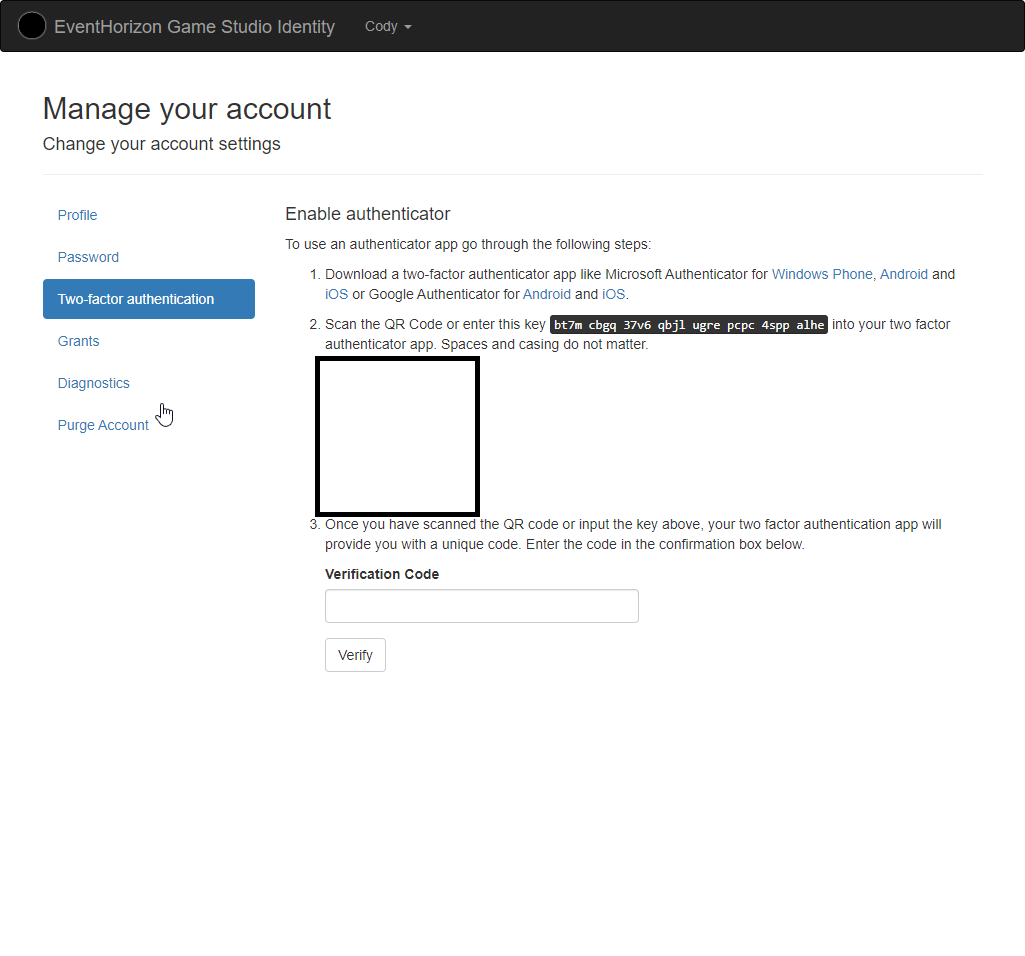 EventHorizon Game Studio Identity
Cody
Manage your account
Change your account settings
Profile
Password
Two-factor authentication
Grants
Diagnostics
Purge Account
Enable authenticator
To use an authenticator app go through the following steps:
1. Download a two-factor authenticator app like Microsoft Authenticator for Windows Phone, Android and
iOS or Google Authenticator for Android and iOS.
2. Scan the QR Code or enter this key bt7m cbgq 37v6 qbjl ugre pcpc 4spp alhe into your two factor
authenticator app. Spaces and casing do not matter.
3. Once you have scanned the QR code or input the key above, your two factor authentication app will
provide you with a unique code. Enter the code in the confirmation box below.
Verification Code
Verify